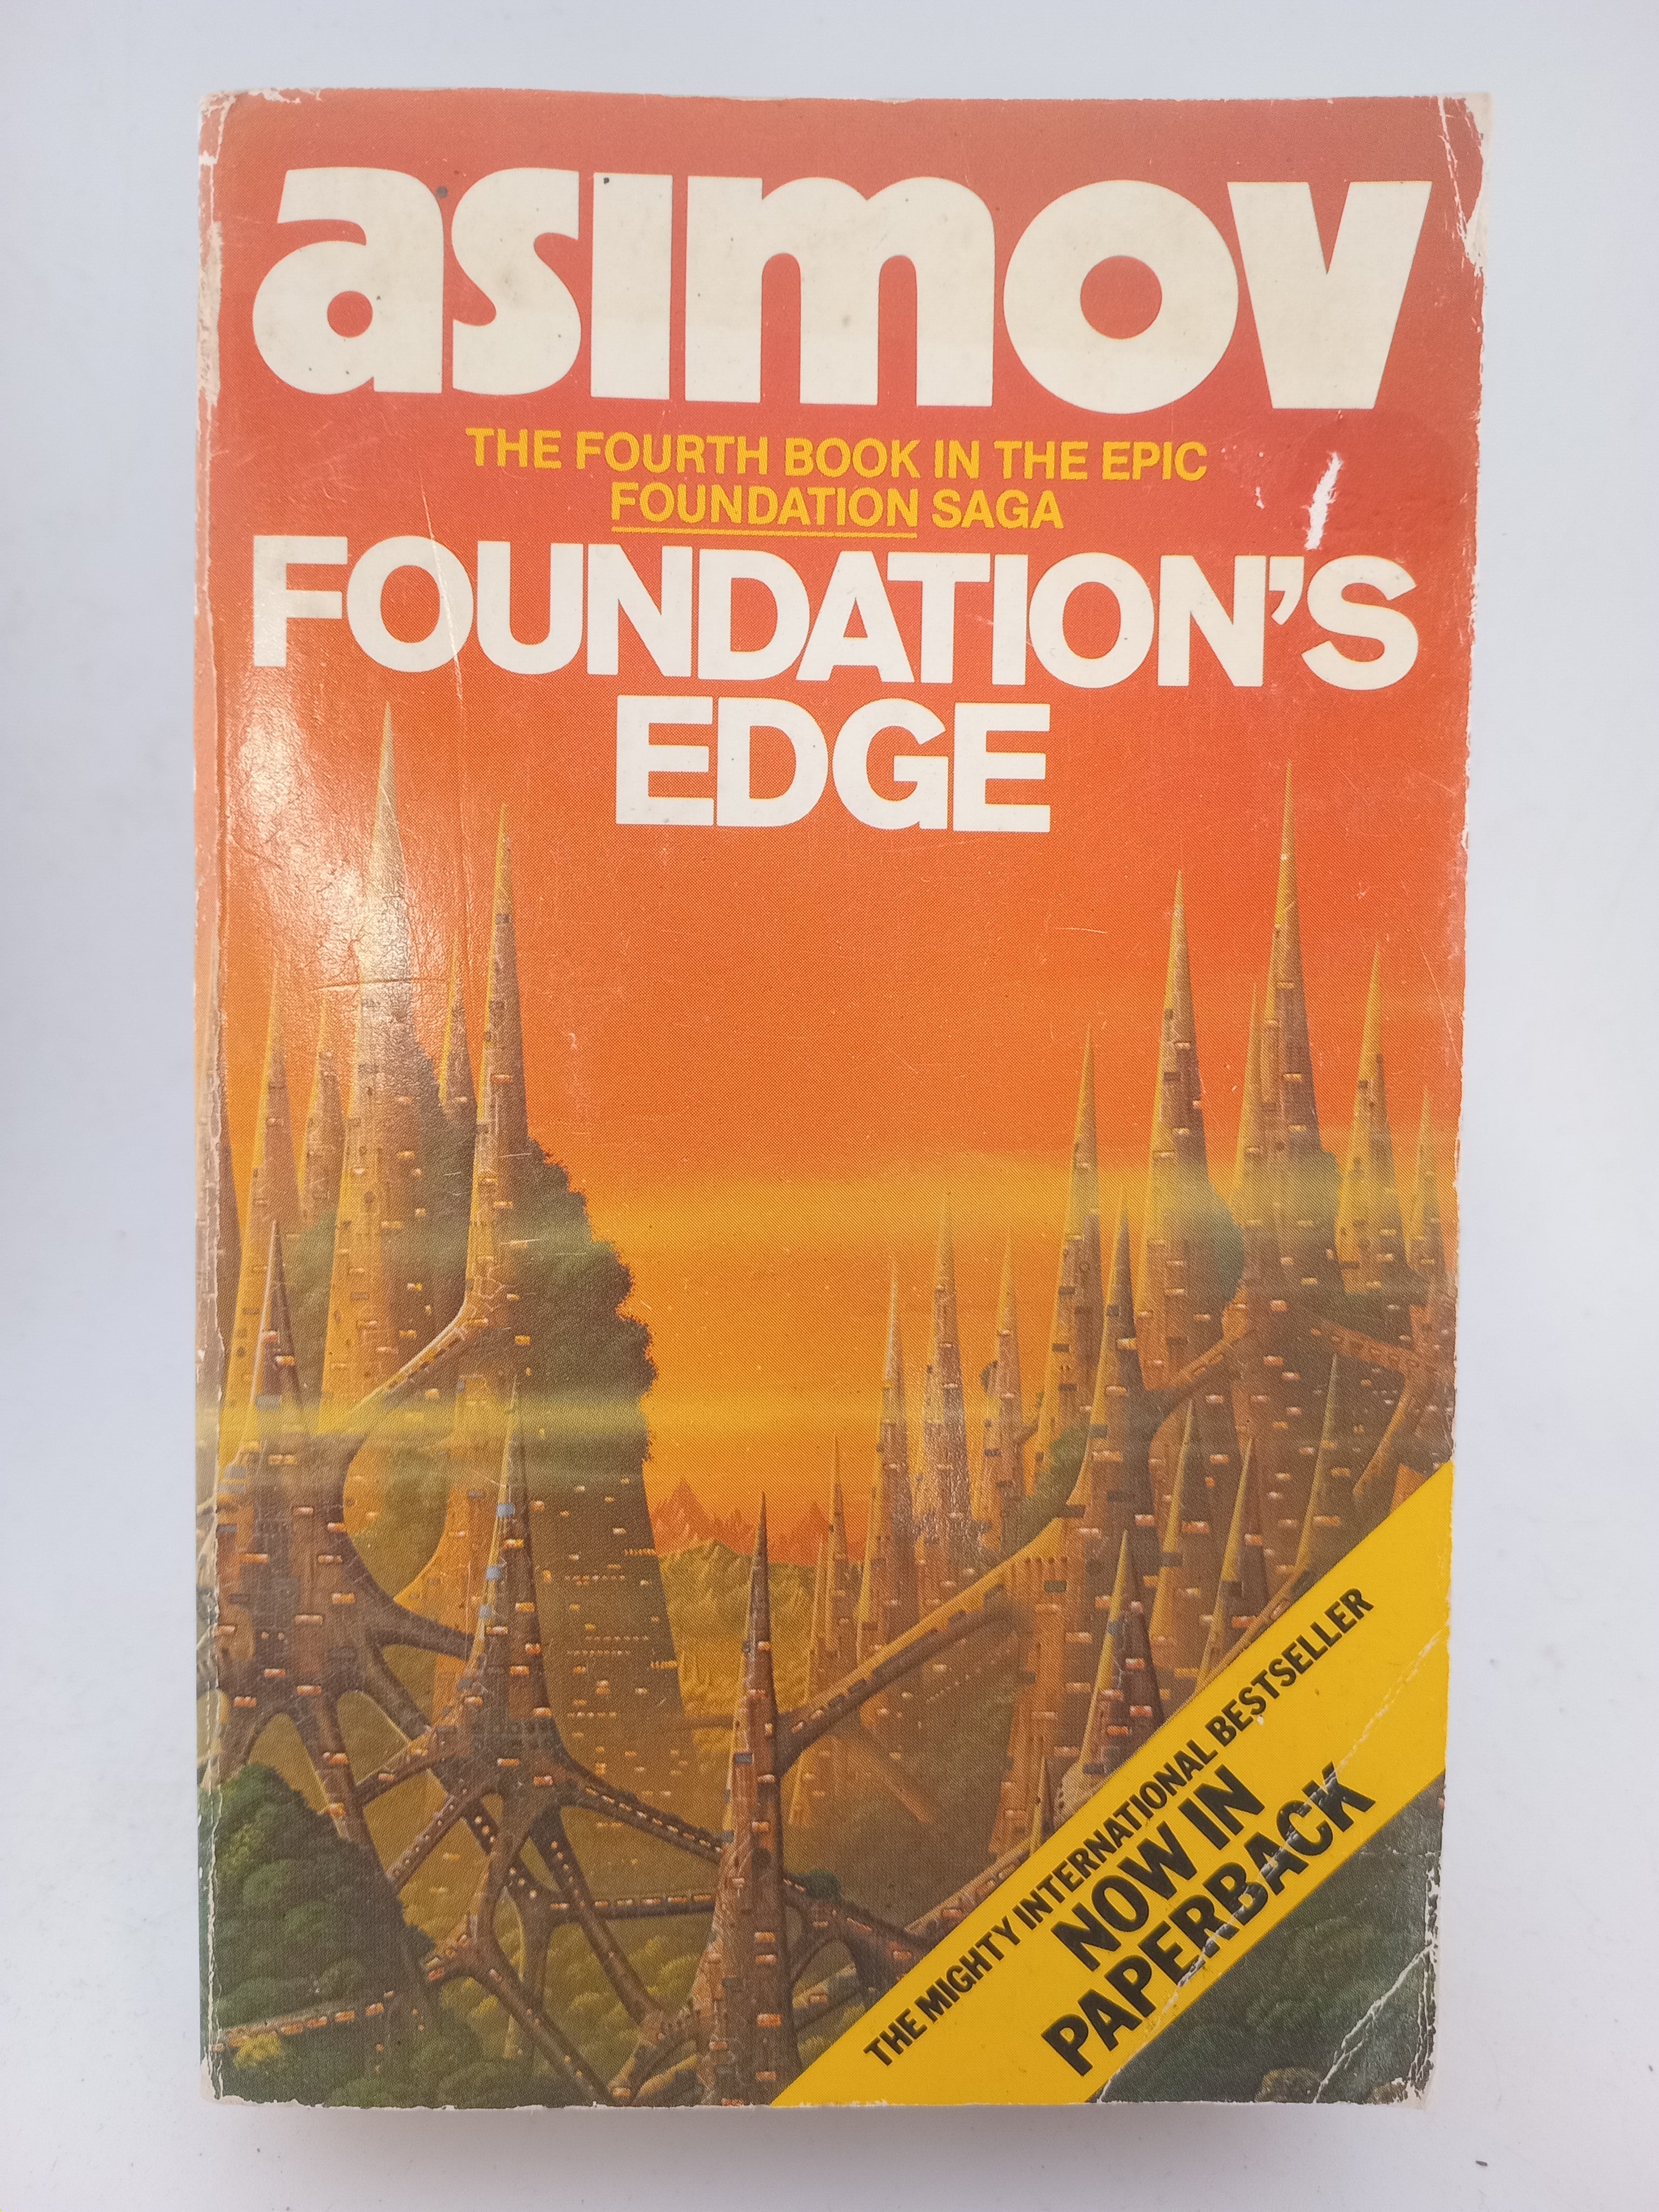 asimov
THE FOURTH BOOK IN THE EPIC
FOUNDATION SAGA
FOUNDATION'S
EDGE
THE MIGHTY INTERNATIONAL BESTSELLER
NOW IN
PAPERBACK